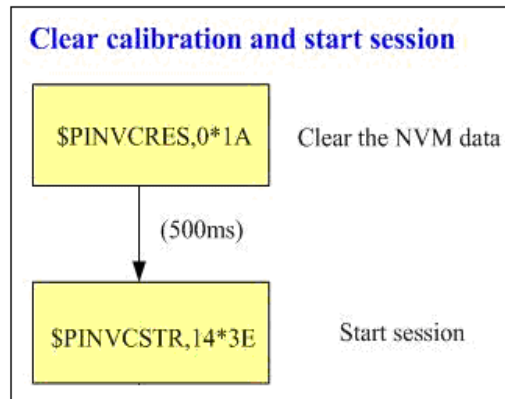 Clear calibration and start session
$PINVCRES,0*1A
Clear the NVM data
(500ms)
$PINVCSTR,14*3E
Start session